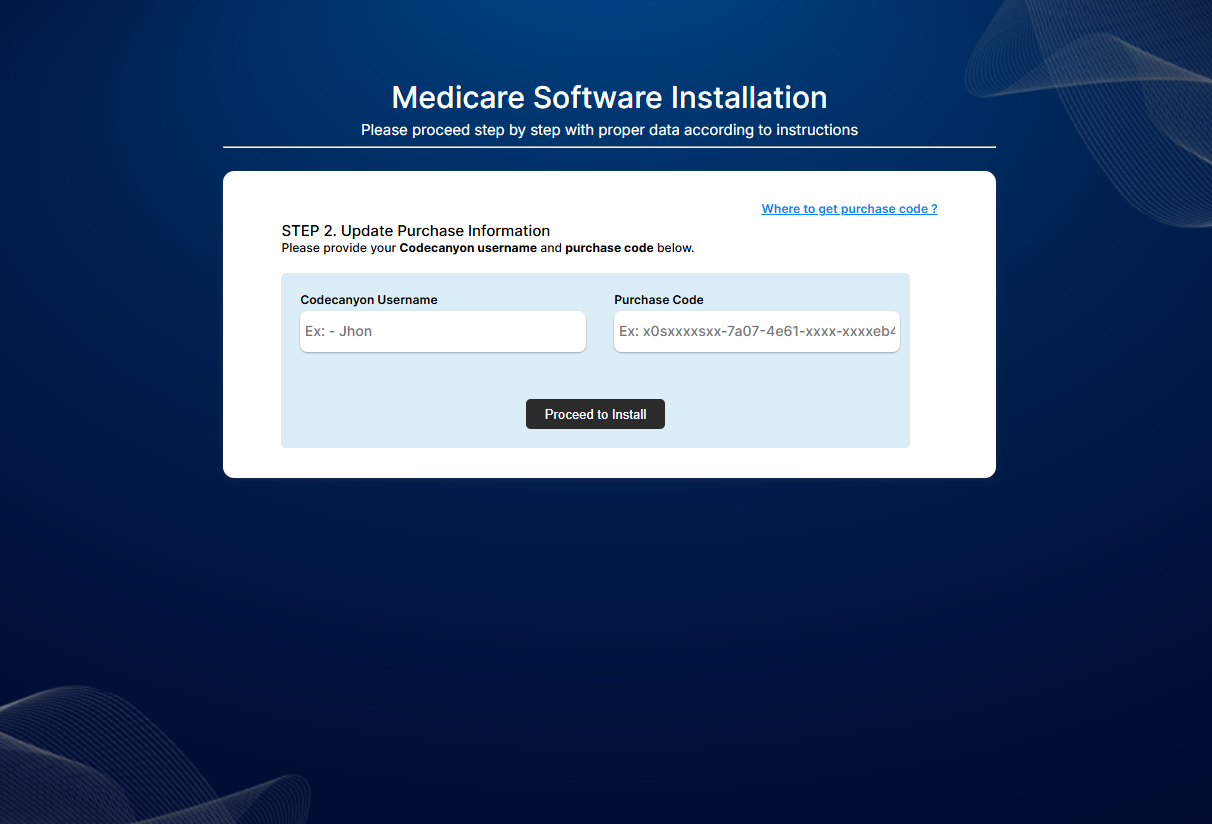 Medicare Software Installation
Please proceed step by step with proper data according to instructions
Where to get purchase code ?
STEP 2. Update Purchase Information
Please provide your Codecanyon username and purchase code below.
Codecanyon Username
Purchase Code
Ex: - Jhon
Ex: x0sxxxxsxx-7a07-4e61-xxxx-xxxxeb4
Proceed to Install